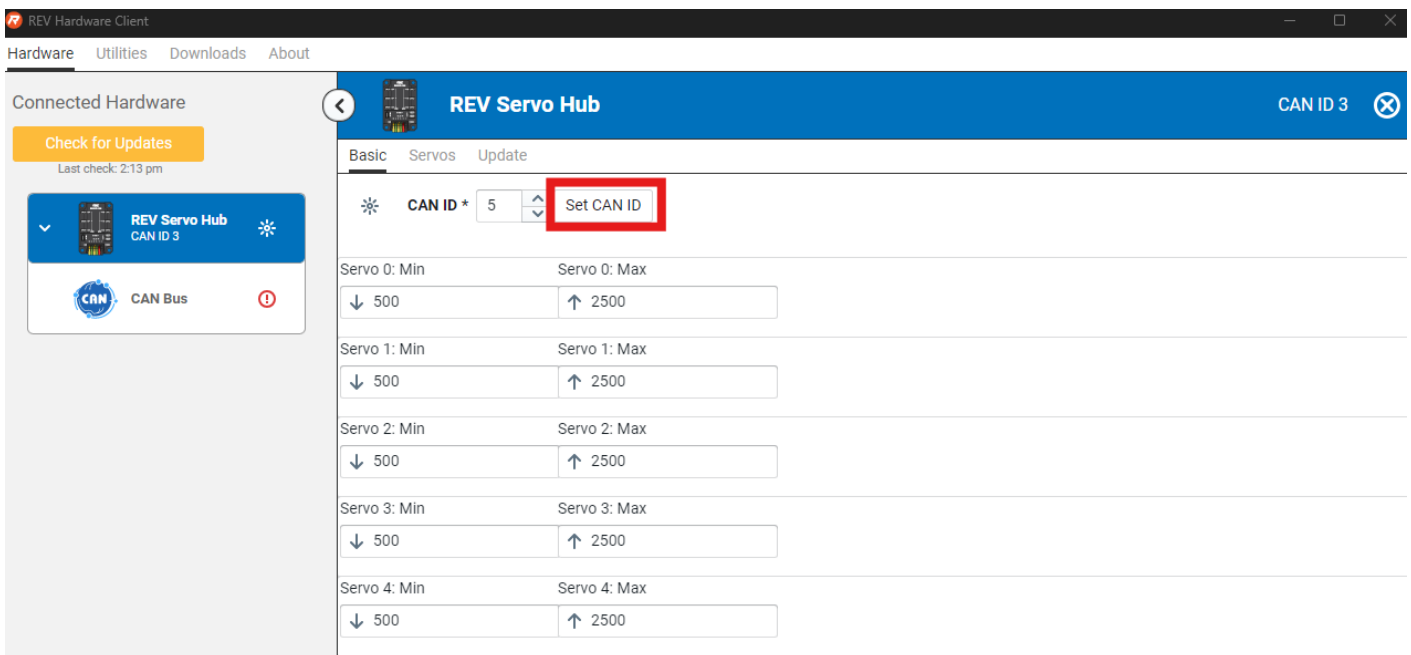 REV Hardware Client
Hardware Utilities Downloads About
Connected Hardware
Check for Updates
Last check: 2:13 pm
REV Servo Hub
CAN ID 3
CAN
CAN Bus
REV Servo Hub
CAN ID 3
Basic Servos Update
CAN ID * 5 Set CAN ID
Servo 0: Min Servo 0: Max
500 2500
Servo 1: Min Servo 1: Max
500 2500
Servo 2: Min Servo 2: Max
500 2500
Servo 3: Min Servo 3: Max
500 2500
Servo 4: Min Servo 4: Max
500 2500